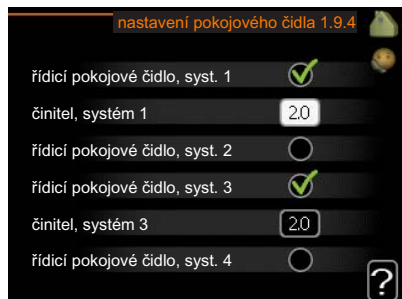 nastavení pokojového čidla 1.9.4
řídicí pokojové čidlo, syst. 1
činitel, systém 1 2.0
řídicí pokojové čidlo, syst. 2
řídicí pokojové čidlo, syst. 3
činitel, systém 3 2.0
řídicí pokojové čidlo, syst. 4
?